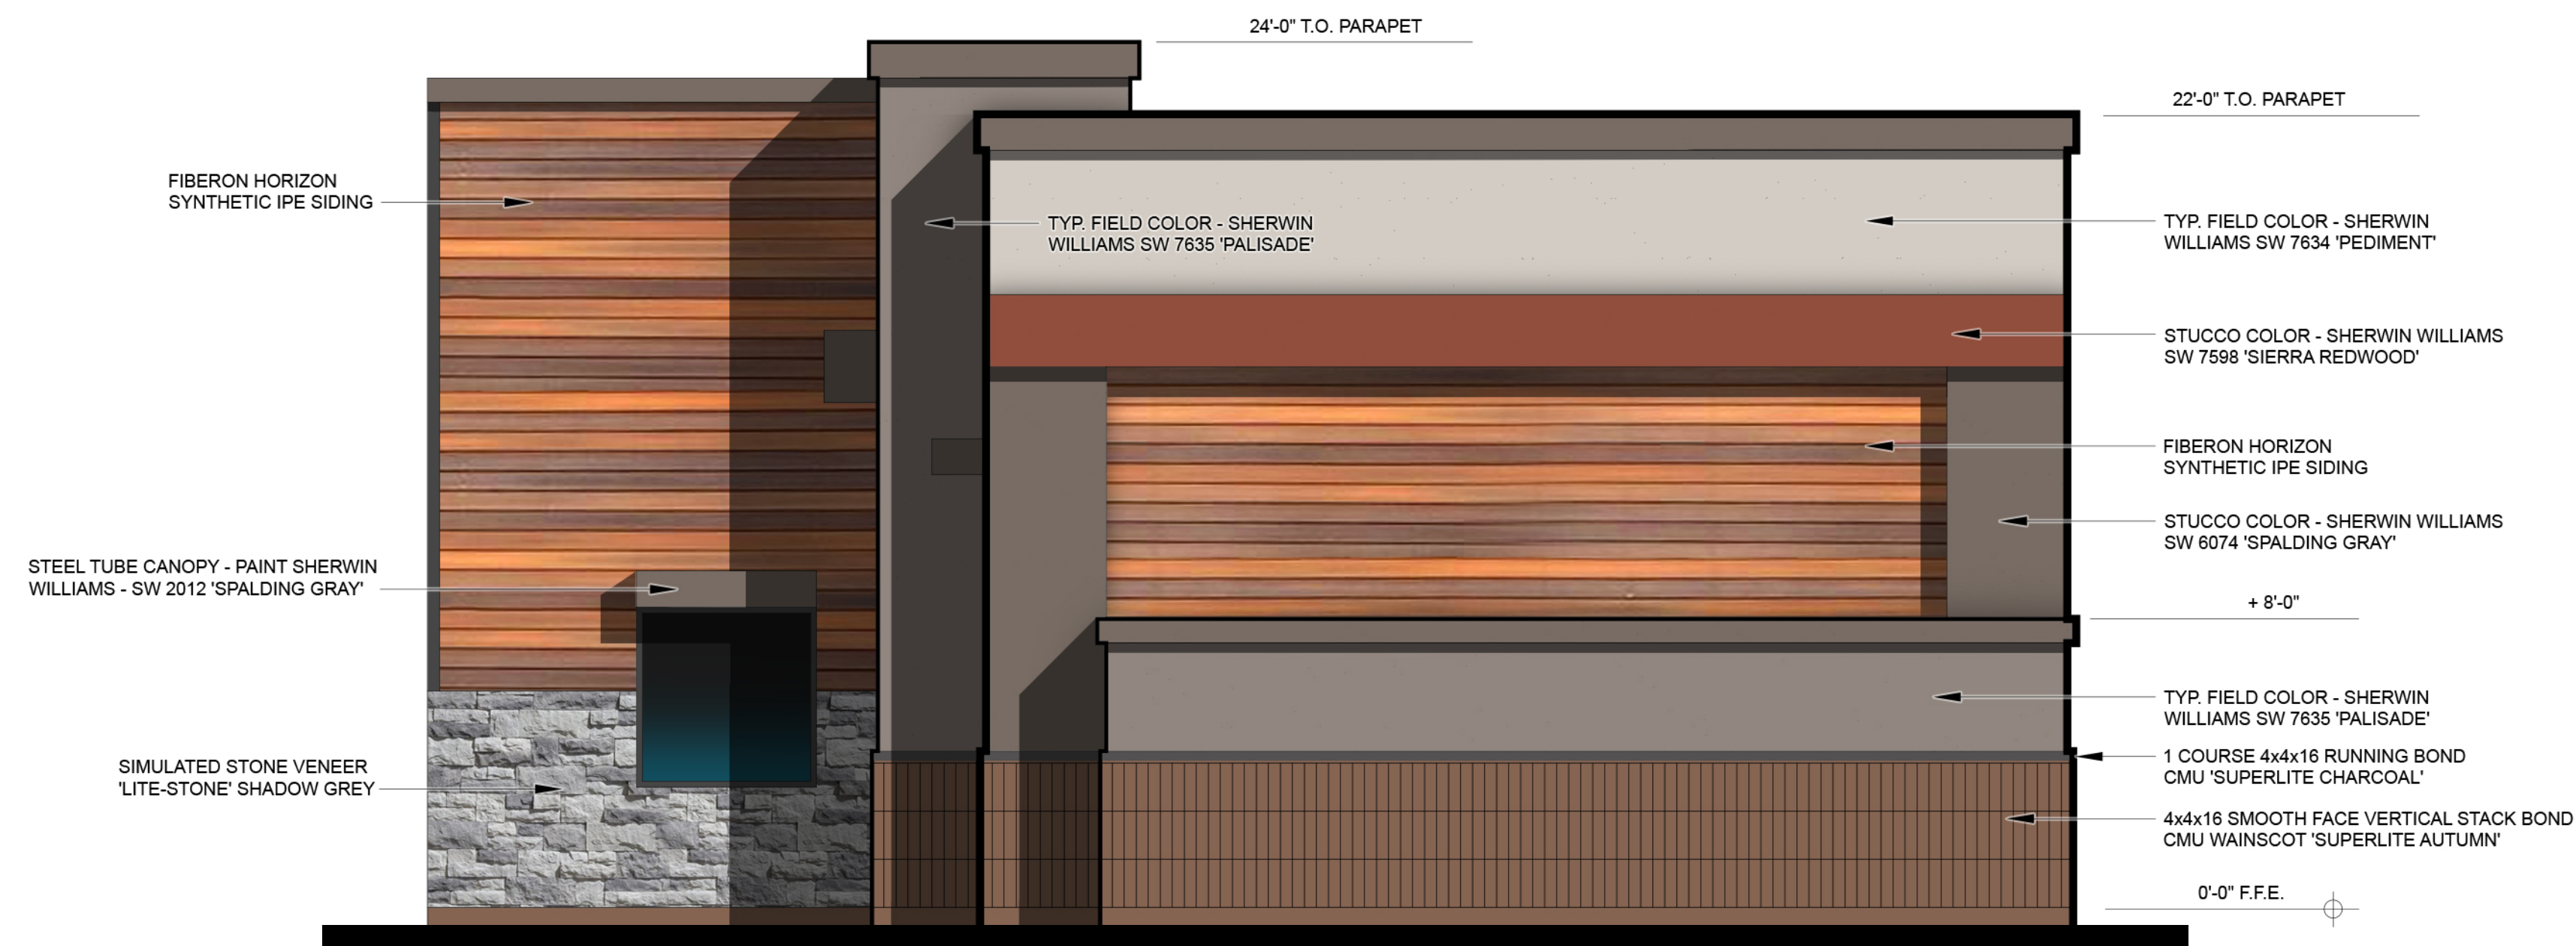 24'-0" T.O. PARAPET
22'-0" T.O. PARAPET
FIBERON HORIZON
SYNTHETIC IPE SIDING
TYP. FIELD COLOR - SHERWIN
WILLIAMS SW 7635 'PALISADE'
TYP. FIELD COLOR - SHERWIN
WILLIAMS SW 7634 'PEDIMENT'
STUCCO COLOR - SHERWIN WILLIAMS
SW 7598 'SIERRA REDWOOD'
FIBERON HORIZON
SYNTHETIC IPE SIDING
STUCCO COLOR - SHERWIN WILLIAMS
SW 6074 'SPALDING GRAY'
STEEL TUBE CANOPY - PAINT SHERWIN
WILLIAMS - SW 2012 'SPALDING GRAY'
+ 8'-0"
TYP. FIELD COLOR - SHERWIN
WILLIAMS SW 7635 'PALISADE'
1 COURSE 4x4x16 RUNNING BOND
CMU 'SUPERLITE CHARCOAL'
SIMULATED STONE VENEER
'LITE-STONE' SHADOW GREY
4x4x16 SMOOTH FACE VERTICAL STACK BOND
CMU WAINSCOT 'SUPERLITE AUTUMN'
0'-0" F.F.E.